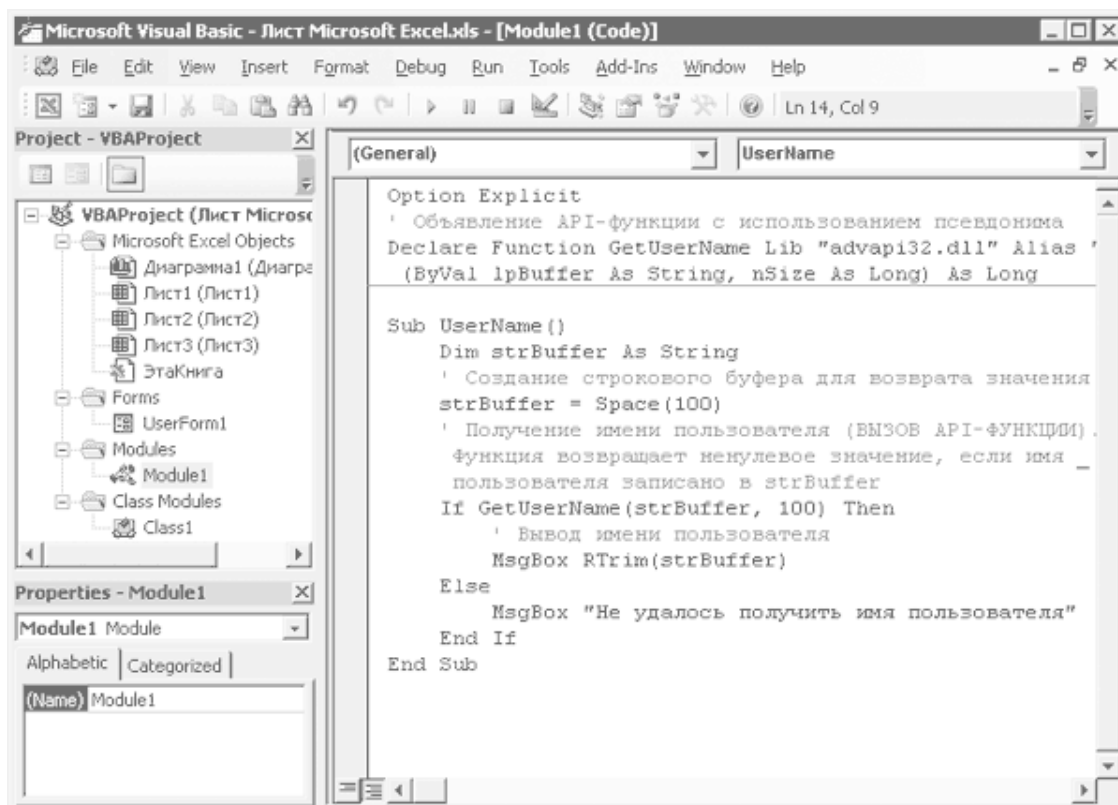 Microsoft Visual Basic - Лист Microsoft Excel.xls - [Module1 (Code)]
File Edit View Insert Format Debug Run Tools Add-Ins Window Help
Ln 14, Col 9
Project - VBAProject
VBAProject (Лист Microsc
Microsoft Excel Objects
Диаграмма1 (Диагра
Лист1 (Лист1)
Лист2 (Лист2)
Лист3 (Лист3)
ЭтаКнига
Forms
UserForm1
Modules
Module1
Class Modules
Class1
Properties - Module1
Module1 Module
Alphabetic Categorized
(Name) Module1
(General) UserName
Option Explicit
' Объявление API-функции с использованием псевдонима
Declare Function GetUserName Lib "advapi32.dll" Alias "
(ByVal lpBuffer As String, nSize As Long) As Long
Sub UserName()
Dim strBuffer As String
' Создание строкового буфера для возврата значения
strBuffer = Space(100)
' Получение имени пользователя (ВЫЗОВ API-ФУНКЦИИ).
Функция возвращает ненулевое значение, если имя _
пользователя записано в strBuffer
If GetUserName(strBuffer, 100) Then
' Вывод имени пользователя
MsgBox RTrim(strBuffer)
Else
MsgBox "Не удалось получить имя пользователя"
End If
End Sub